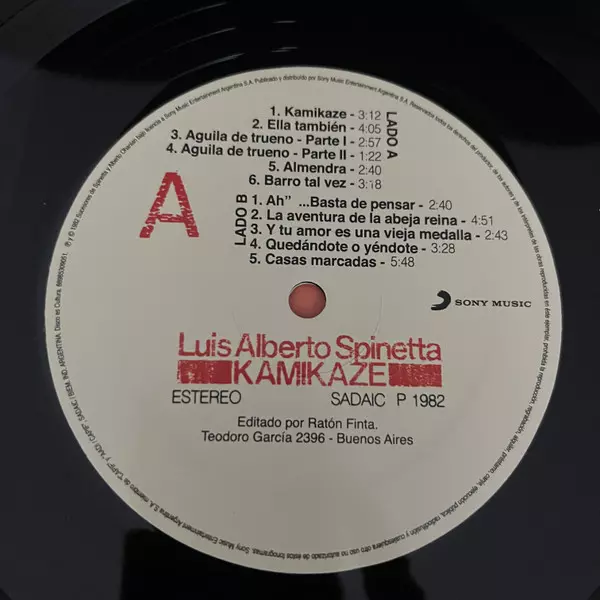 LADO A
1. Kamikaze - 3:12
2. Ella también - 4:05
3. Aguila de trueno - Parte I - 2:57
4. Aguila de trueno - Parte II - 1:22
5. Almendra - 2:40
6. Barro tal vez - 3:18
A
LADO B
1. Ah” ...Basta de pensar - 2:40
2. La aventura de la abeja reina - 4:51
3. Y tu amor es una vieja medalla - 2:43
4. Quedándote o yéndote - 3:28
5. Casas marcadas - 5:48
SONY MUSIC
Luis Alberto Spinetta
KAMIKAZE
ESTEREO SADAIC P 1982
Editado por Ratón Finta.
Teodoro García 2396 - Buenos Aires